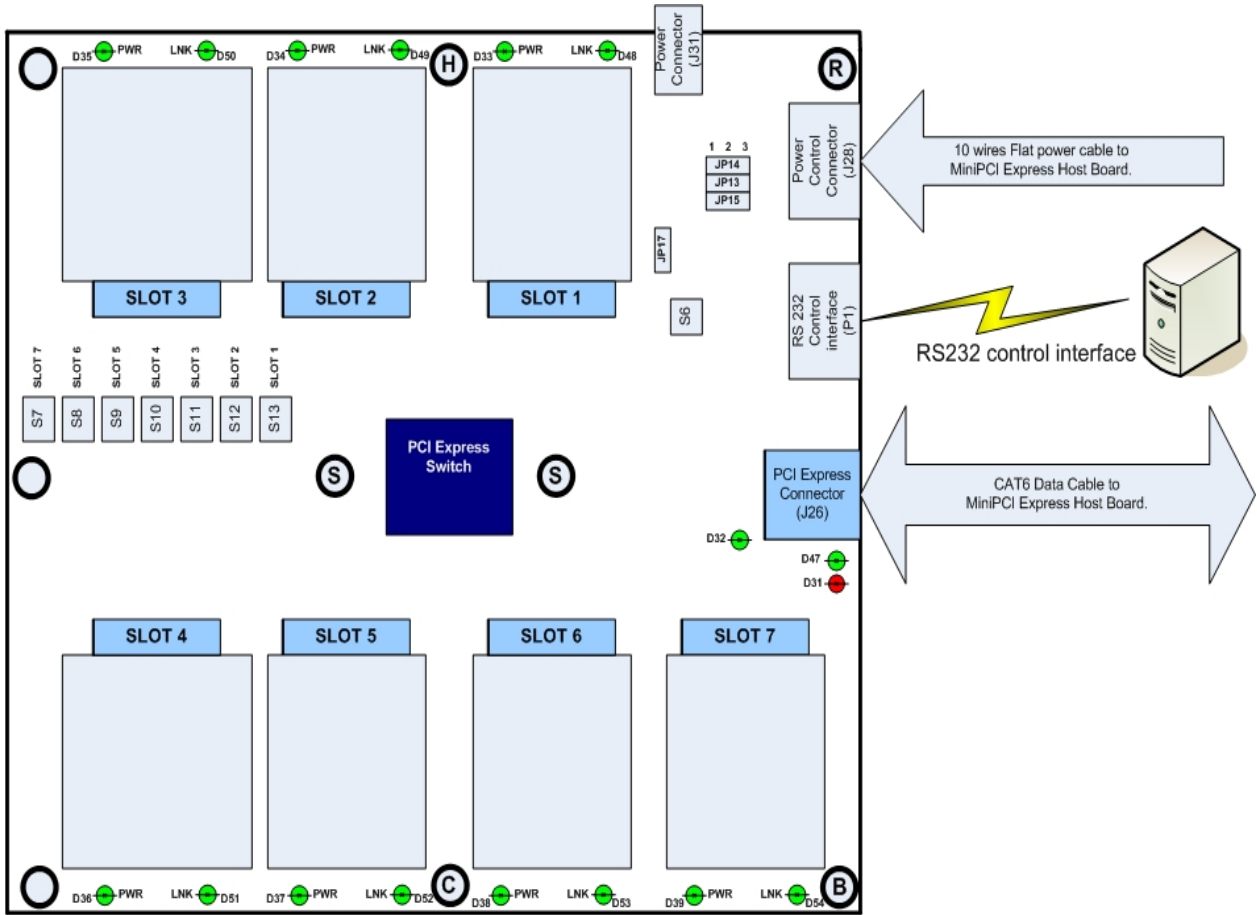 D35 PWR LNK D50 D34 PWR LNK D49 H D33 PWR LNK D48
Power
Connector
(J31)
R
SLOT 3
SLOT 2
SLOT 1
1 2 3
JP14
JP13
JP15
JP17
S6
Power
Control
Connector
(J28)
10 wires Flat power cable to
MiniPCI Express Host Board.
RS 232
Control
interface
(P1)
RS232 control interface
SLOT 7
SLOT 6
SLOT 5
SLOT 4
SLOT 3
SLOT 2
SLOT 1
S7
S8
S9
S10
S11
S12
S13
PCI Express
Switch
S
S
PCI Express
Connector
(J26)
CAT6 Data Cable to
MiniPCI Express Host Board.
D32
D47
D31
SLOT 4
SLOT 5
SLOT 6
SLOT 7
D36 PWR LNK D51 D37 PWR LNK D52 C D38 PWR LNK D53 D39 PWR LNK D54 B